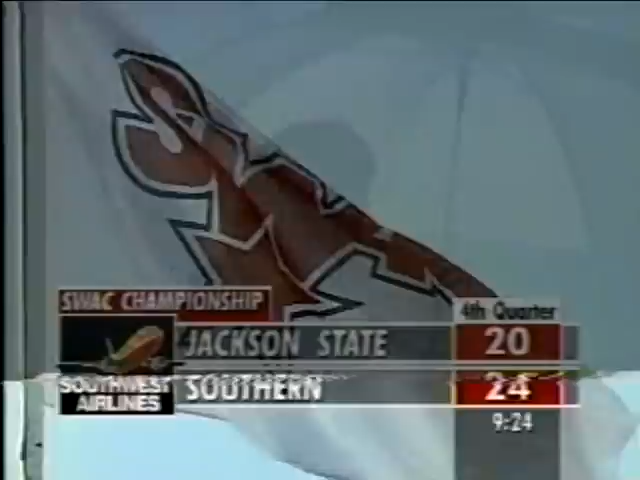 SWAC CHAMPIONSHIP
4th Quarter
JACKSON STATE 20
SOUTHWEST AIRLINES
SOUTHERN 24
9:24